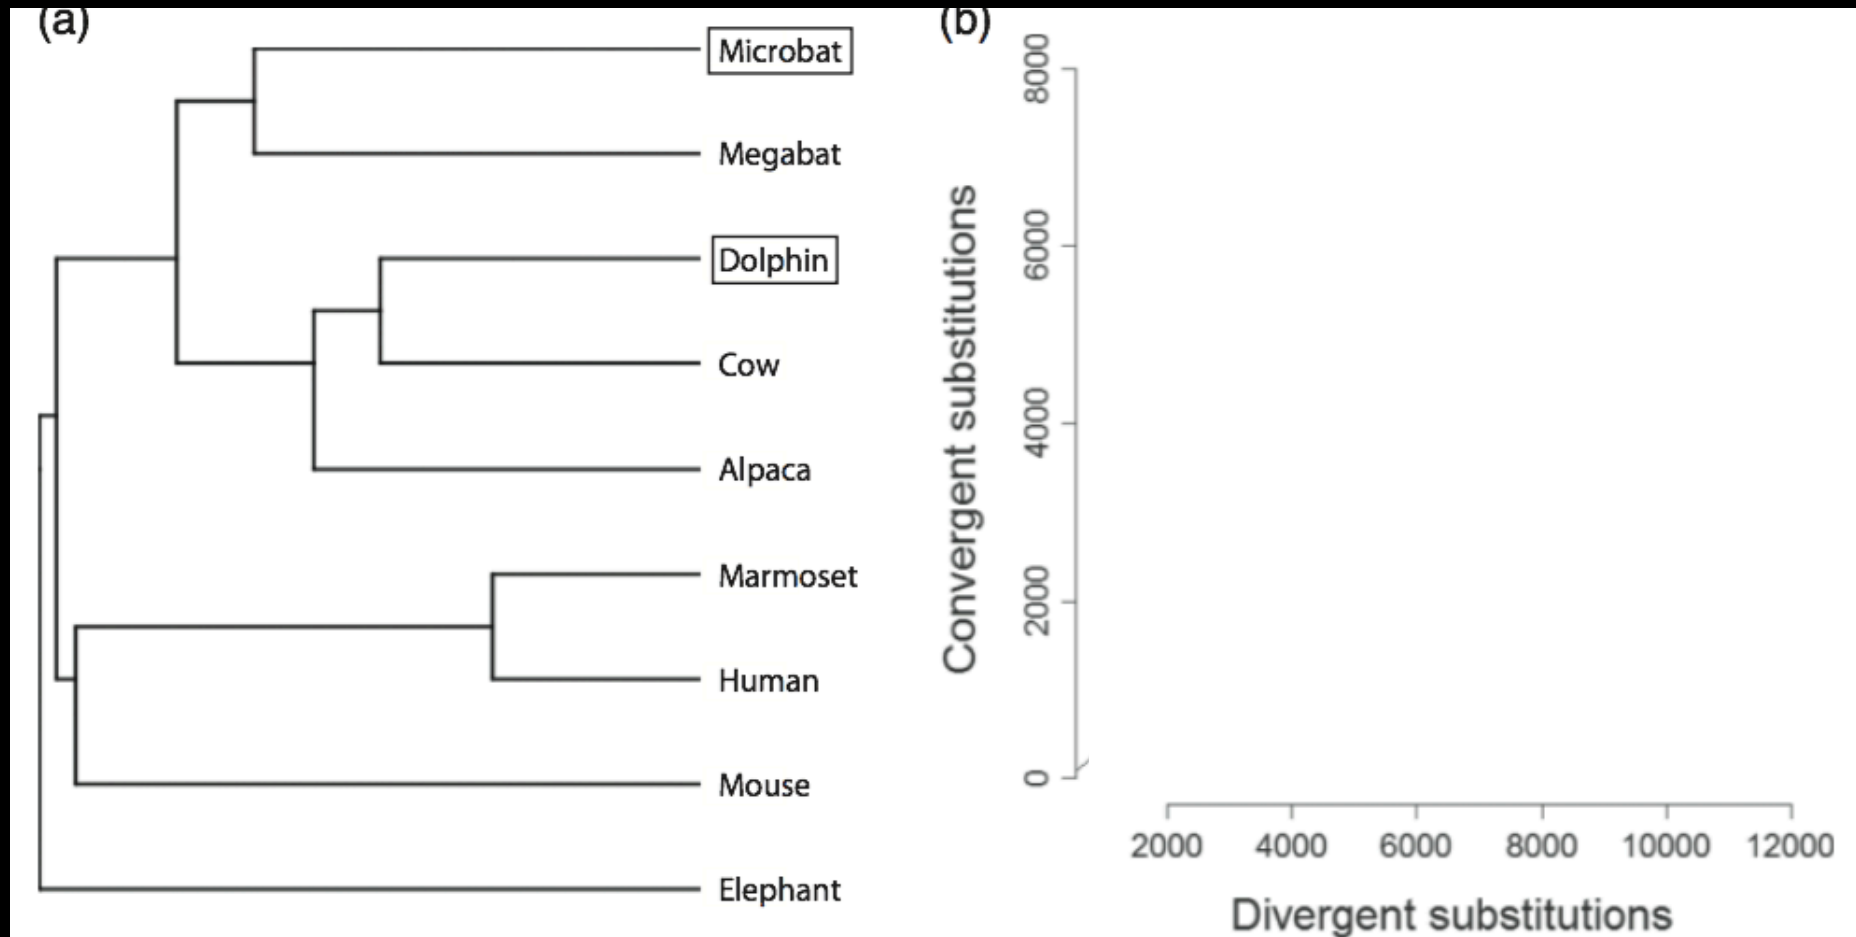 (a)
Microbat
Megabat
Dolphin
Cow
Alpaca
Marmoset
Human
Mouse
Elephant
(b)
Convergent substitutions
8000
6000
4000
2000
0
2000 4000 6000 8000 10000 12000
Divergent substitutions